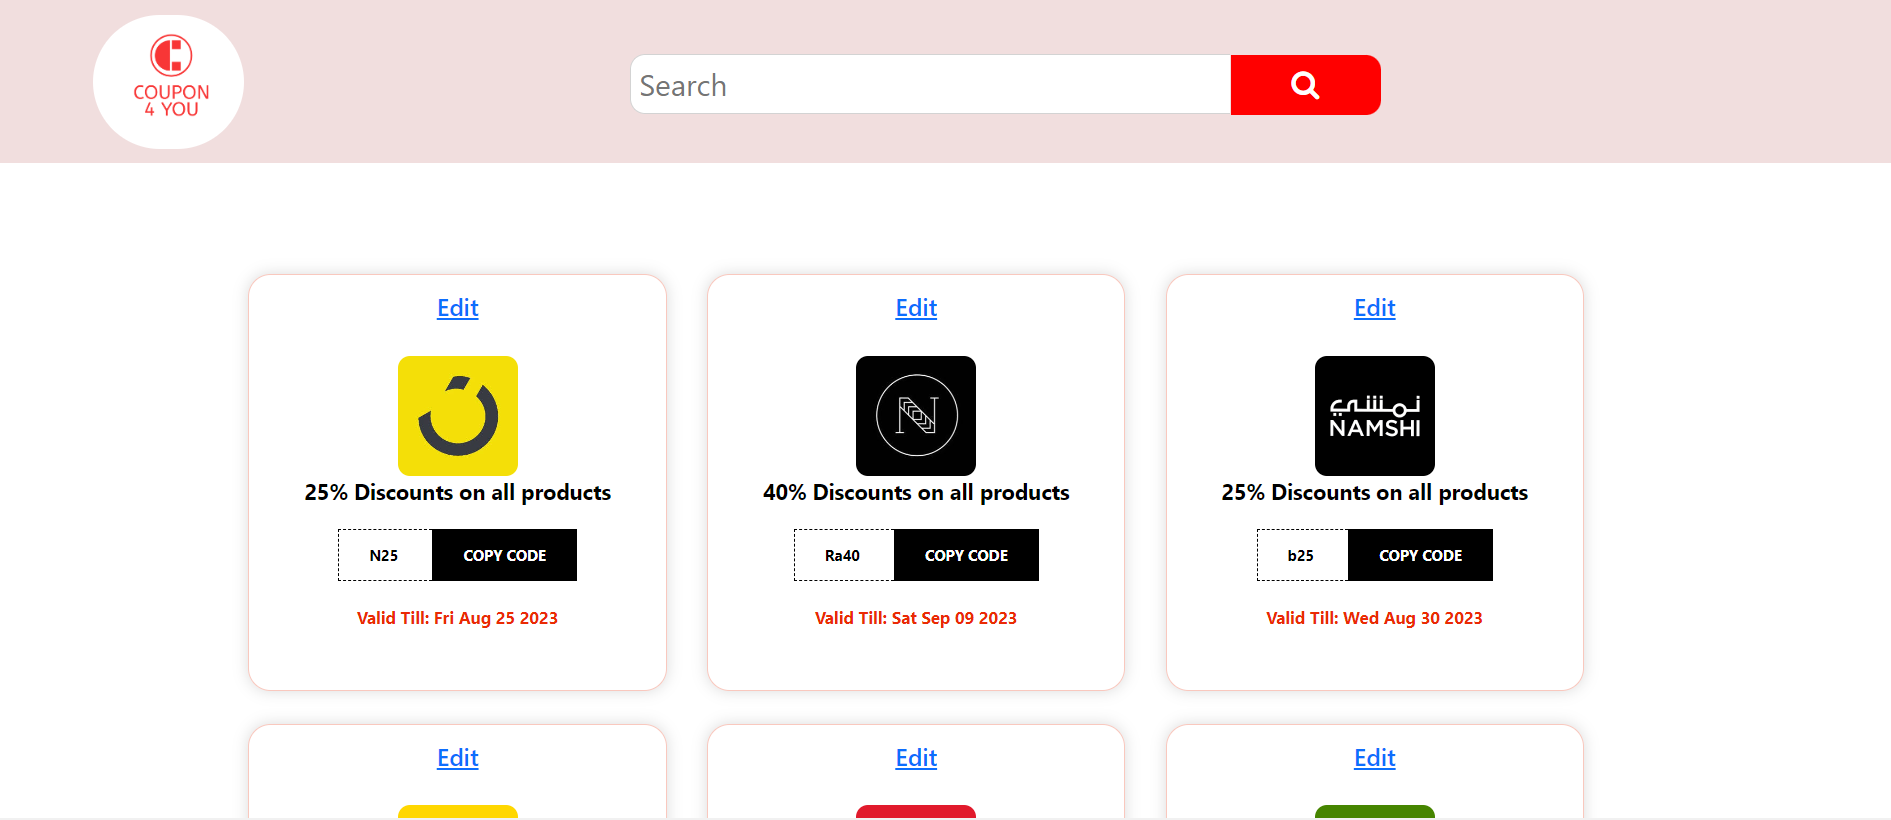 COUPON
4 YOU
Search
Edit
Edit
Edit
N
نمشي
NAMSHI
25% Discounts on all products
40% Discounts on all products
25% Discounts on all products
N25
COPY CODE
Ra40
COPY CODE
b25
COPY CODE
Valid Till: Fri Aug 25 2023
Valid Till: Sat Sep 09 2023
Valid Till: Wed Aug 30 2023
Edit
Edit
Edit